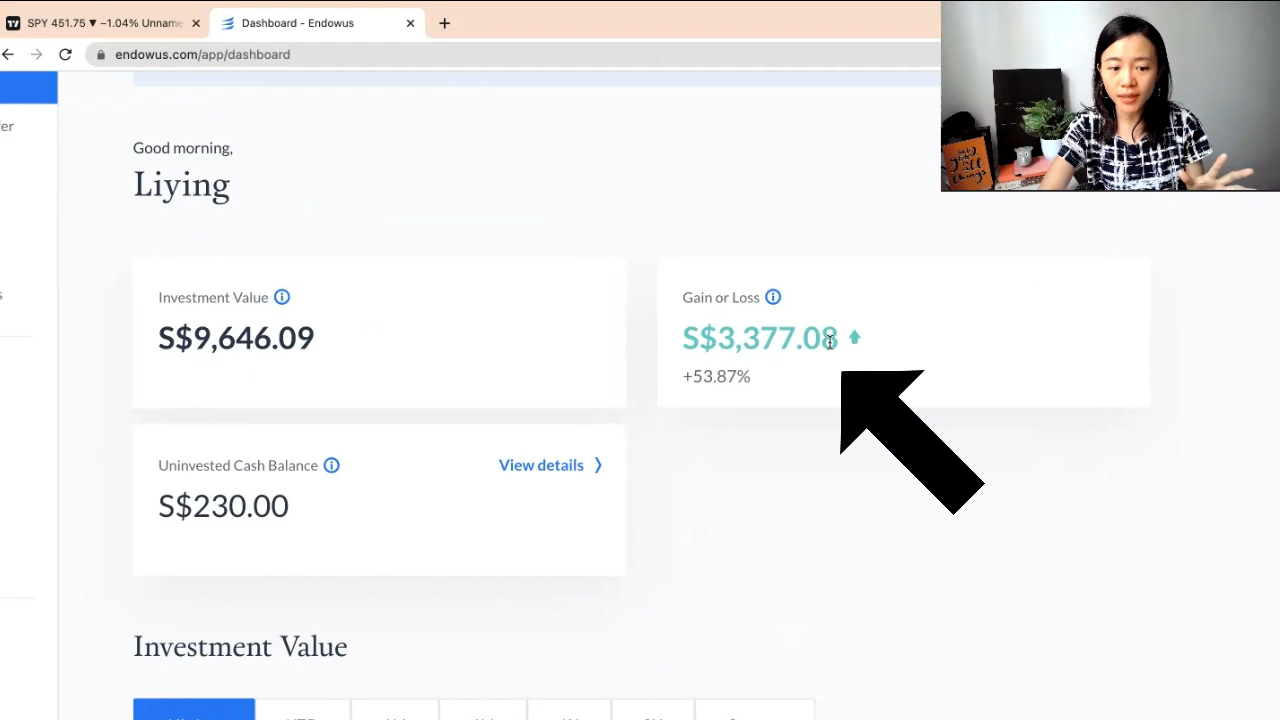 SPY 451.75 ▼ −1.04% Unname
Dashboard - Endowus
endowus.com/app/dashboard
fer
s
Good morning,
Liying
Investment Value
S$9,646.09
Gain or Loss
S$3,377.08
+53.87%
Uninvested Cash Balance
View details
S$230.00
Investment Value